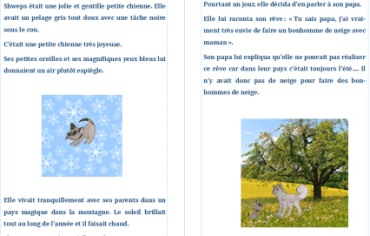 Shweps était une jolie et gentille petite chienne. Elle
avait un pelage gris tout doux avec une tâche noire
sous le cou.
C'était une petite chienne très joyeuse.
Ses petites oreilles et ses magnifiques yeux bleus lui
donnaient un air plutôt espiègle.
Elle vivait tranquillement avec ses parents dans un
pays magique dans la montagne. Le soleil brillait
tout au long de l'année et il faisait chaud.
Pourtant un jour, elle décida d'en parler à son papa.
Elle lui raconta son rêve : « Tu sais papa, j'ai vrai-
ment très envie de faire un bonhomme de neige avec
maman ».
Son papa lui expliqua qu'elle ne pouvait pas réaliser
ce rêve car dans leur pays c'était toujours l'été.... Il
n'y avait donc pas de neige pour faire des bon-
hommes de neige.